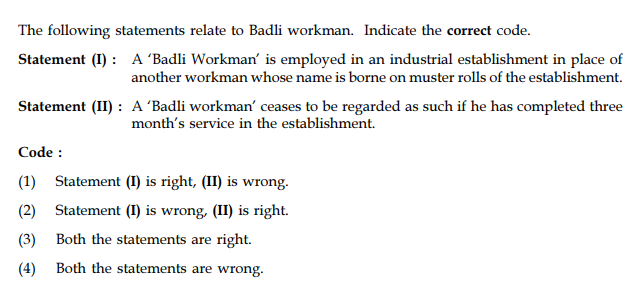 The following statements relate to Badli workman. Indicate the correct code.
Statement (I) : A ‘Badli Workman’ is employed in an industrial establishment in place of
another workman whose name is borne on muster rolls of the establishment.
Statement (II) : A ‘Badli workman’ ceases to be regarded as such if he has completed three
month’s service in the establishment.
Code :
(1) Statement (I) is right, (II) is wrong.
(2) Statement (I) is wrong, (II) is right.
(3) Both the statements are right.
(4) Both the statements are wrong.